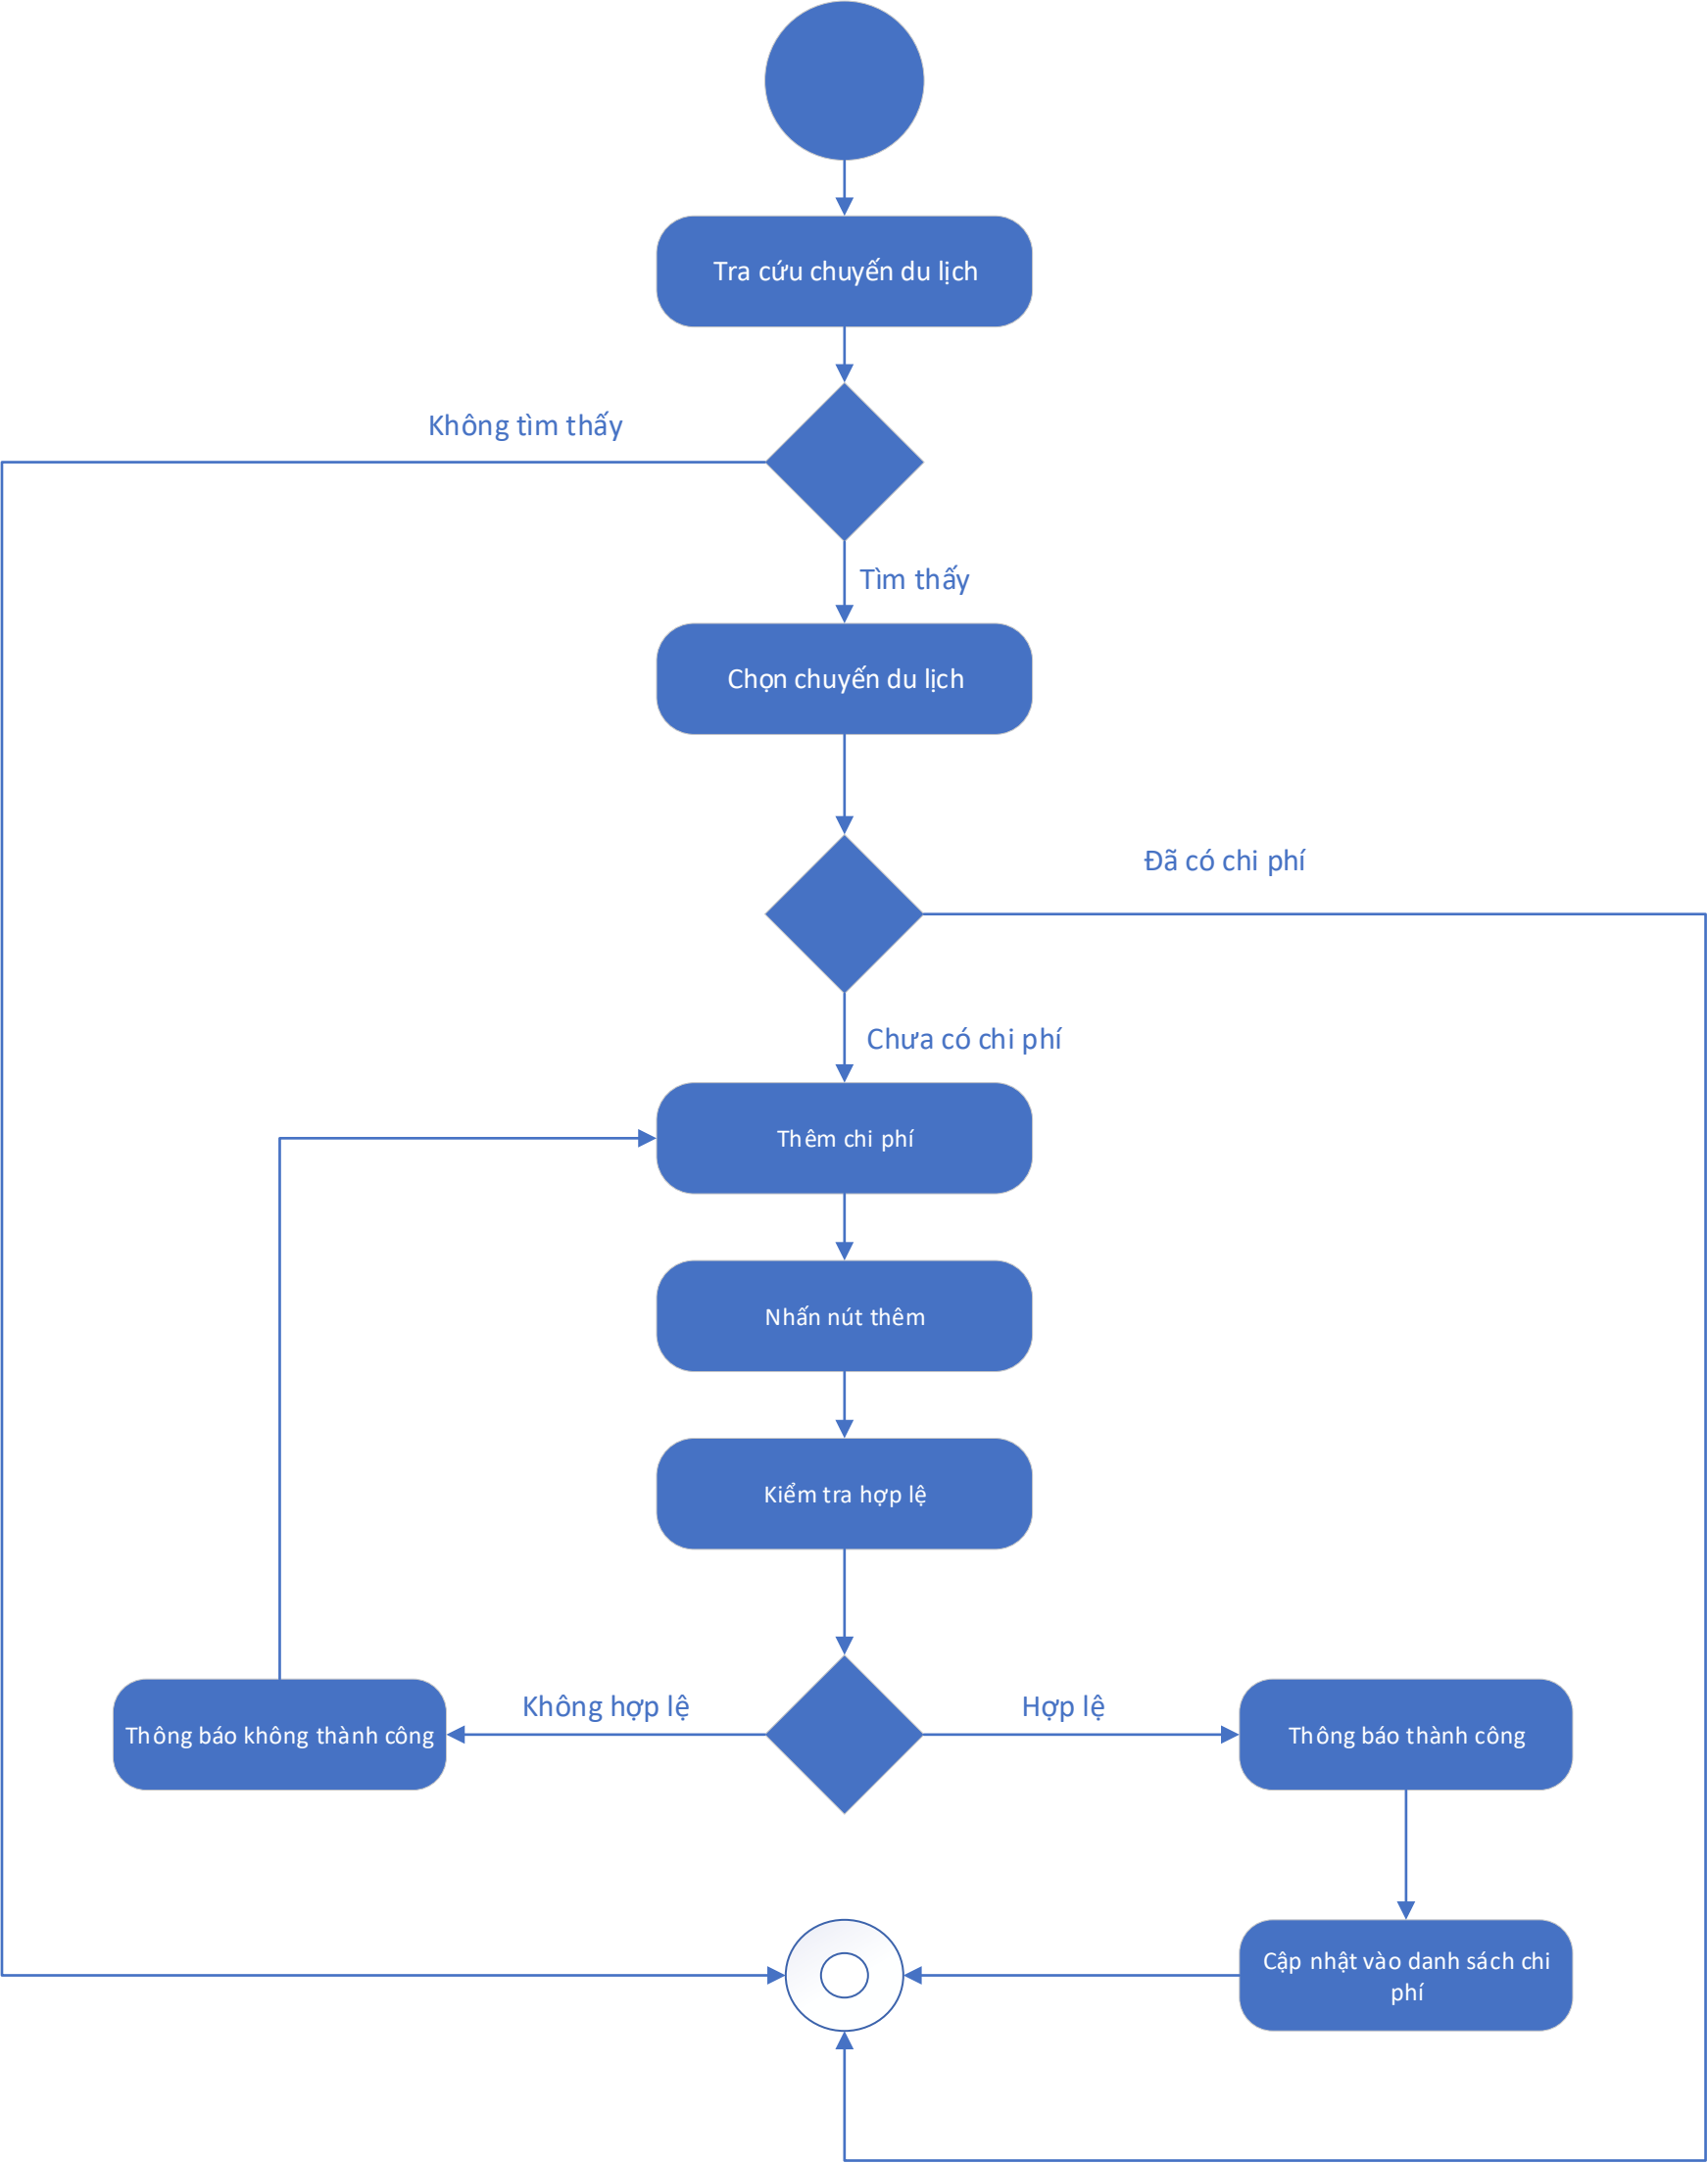 Tra cứu chuyến du lịch
Không tìm thấy
Tìm thấy
Chọn chuyến du lịch
Đã có chi phí
Chưa có chi phí
Thêm chi phí
Nhấn nút thêm
Kiểm tra hợp lệ
Không hợp lệ
Hợp lệ
Thông báo không thành công
Thông báo thành công
Cập nhật vào danh sách chi
phí